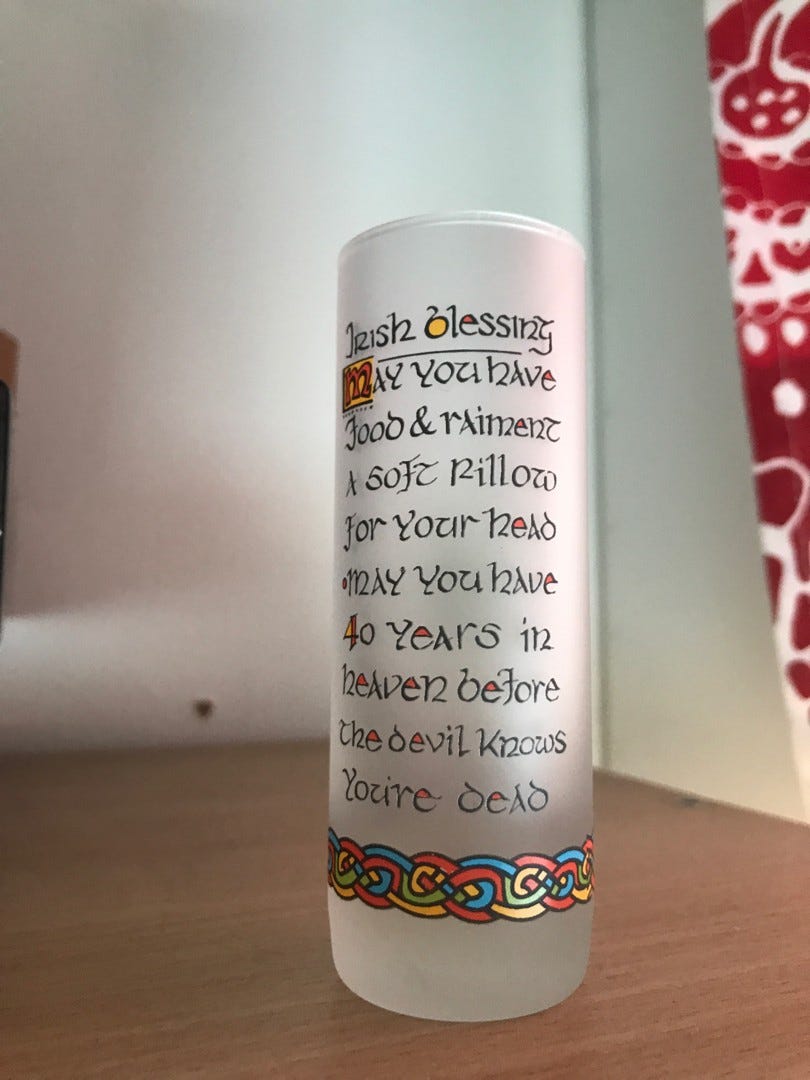 Irish Blessing
May you have
Food & raiment
A soft pillow
for your head
•May you have
40 years in
heaven before
the devil knows
You're dead